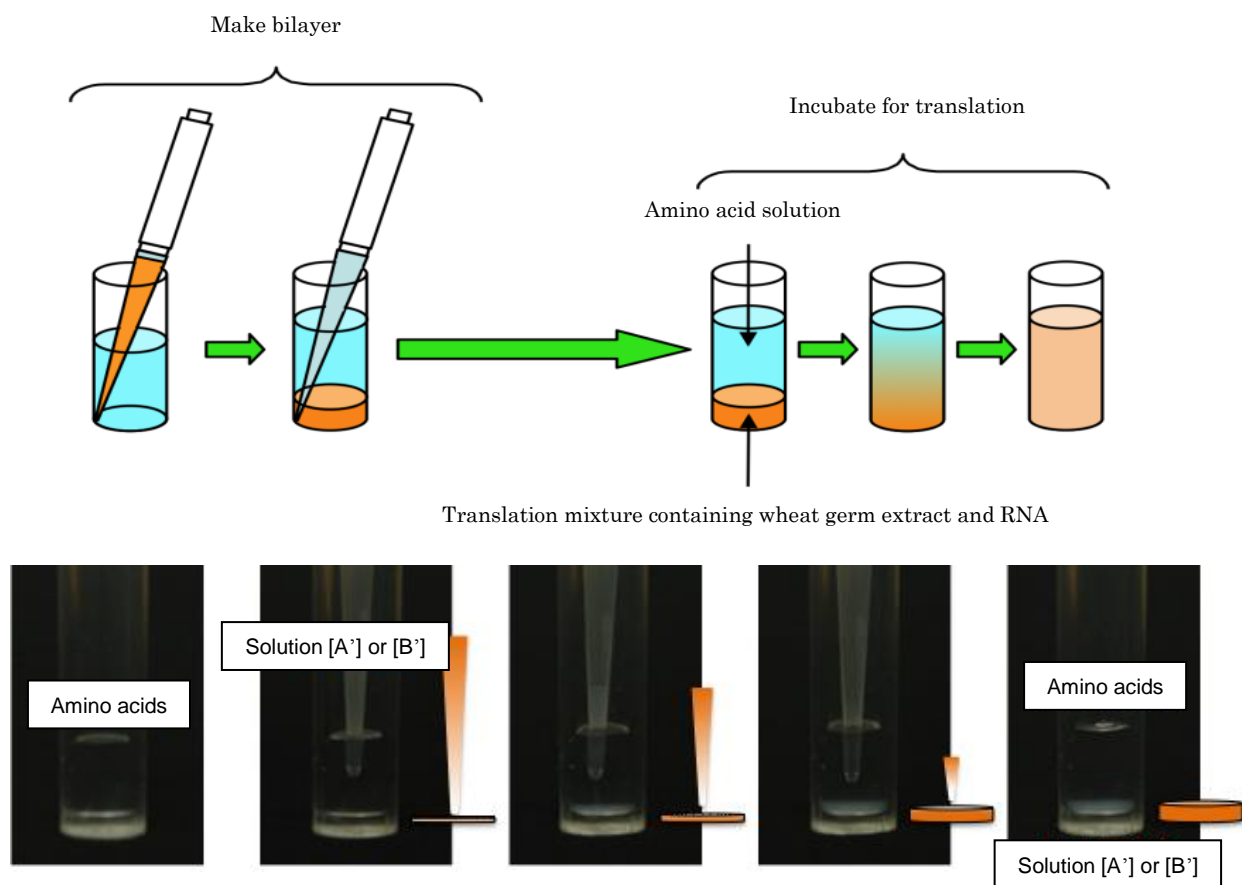 Make bilayer
Incubate for translation
Amino acid solution
Translation mixture containing wheat germ extract and RNA
Solution [A’] or [B’]
Amino acids
Amino acids
Solution [A’] or [B’]